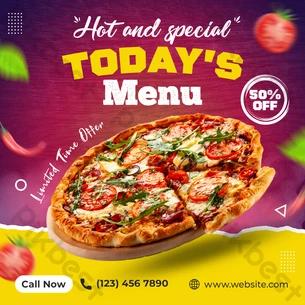 "Hot and special"
TODAY'S
Menu
50%
OFF
Limited Time Offer
Call Now
(123) 456 7890
www.website.com